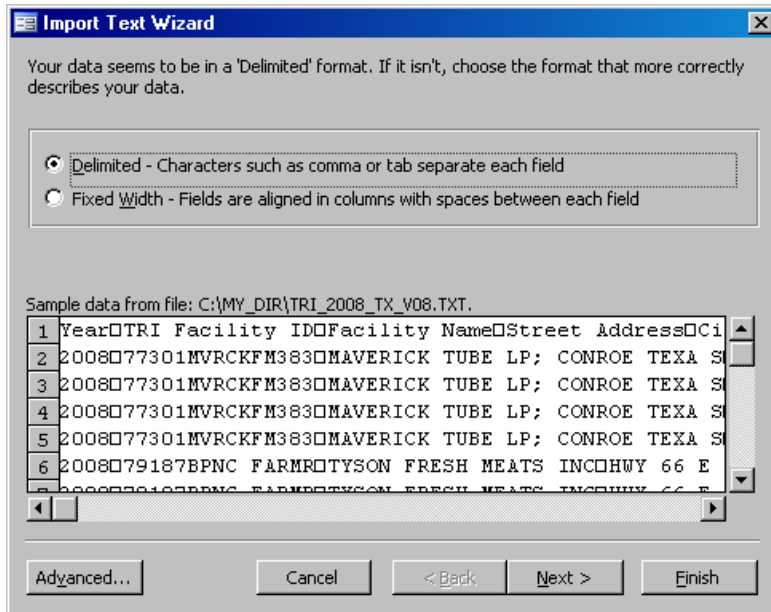 Import Text Wizard
Your data seems to be in a 'Delimited' format. If it isn't, choose the format that more correctly
describes your data.
Delimited - Characters such as comma or tab separate each field
Fixed Width - Fields are aligned in columns with spaces between each field
Sample data from file: C:\MY_DIR\TRI_2008_TX_V08.TXT.
1 Year□TRI Facility ID□Facility Name□Street Address□Ci
2 2008□77301MVRCKFM383□MAVERICK TUBE LP; CONROE TEXA S
3 2008□77301MVRCKFM383□MAVERICK TUBE LP; CONROE TEXA S
4 2008□77301MVRCKFM383□MAVERICK TUBE LP; CONROE TEXA S
5 2008□77301MVRCKFM383□MAVERICK TUBE LP; CONROE TEXA S
6 2008□79187BPNC FARMR□TYSON FRESH MEATS INC□HWY 66 E
Advanced... Cancel < Back Next > Finish